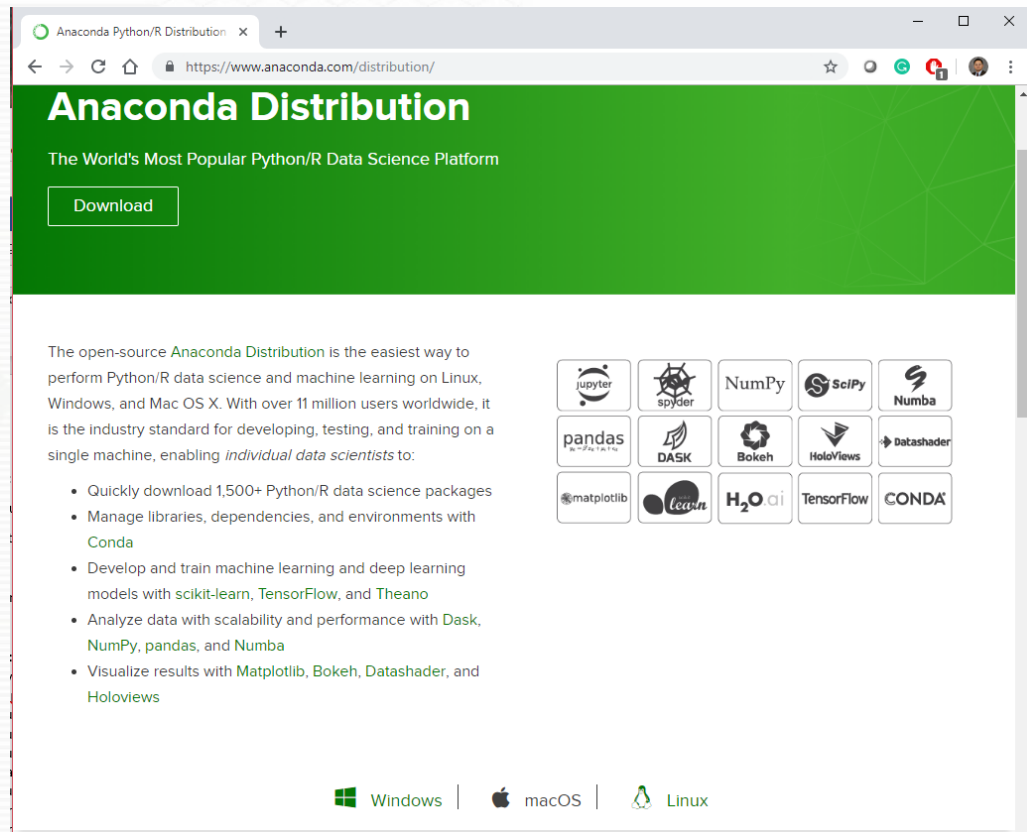 Anaconda Python/R Distribution
https://www.anaconda.com/distribution/
1
Anaconda Distribution
The World's Most Popular Python/R Data Science Platform
Download
The open-source Anaconda Distribution is the easiest way to
perform Python/R data science and machine learning on Linux,
Windows, and Mac OS X. With over 11 million users worldwide, it
is the industry standard for developing, testing, and training on a
single machine, enabling individual data scientists to:
• Quickly download 1,500+ Python/R data science packages
• Manage libraries, dependencies, and environments with
Conda
• Develop and train machine learning and deep learning
models with scikit-learn, TensorFlow, and Theano
• Analyze data with scalability and performance with Dask,
NumPy, pandas, and Numba
• Visualize results with Matplotlib, Bokeh, Datashader, and
Holoviews
jupyter
spyder
NumPy
SciPy
Numba
pandas
DASK
Bokeh
HoloViews
Datashader
matplotlib
learn
H₂O.ai
TensorFlow
CONDA
Windows
macOS
Linux